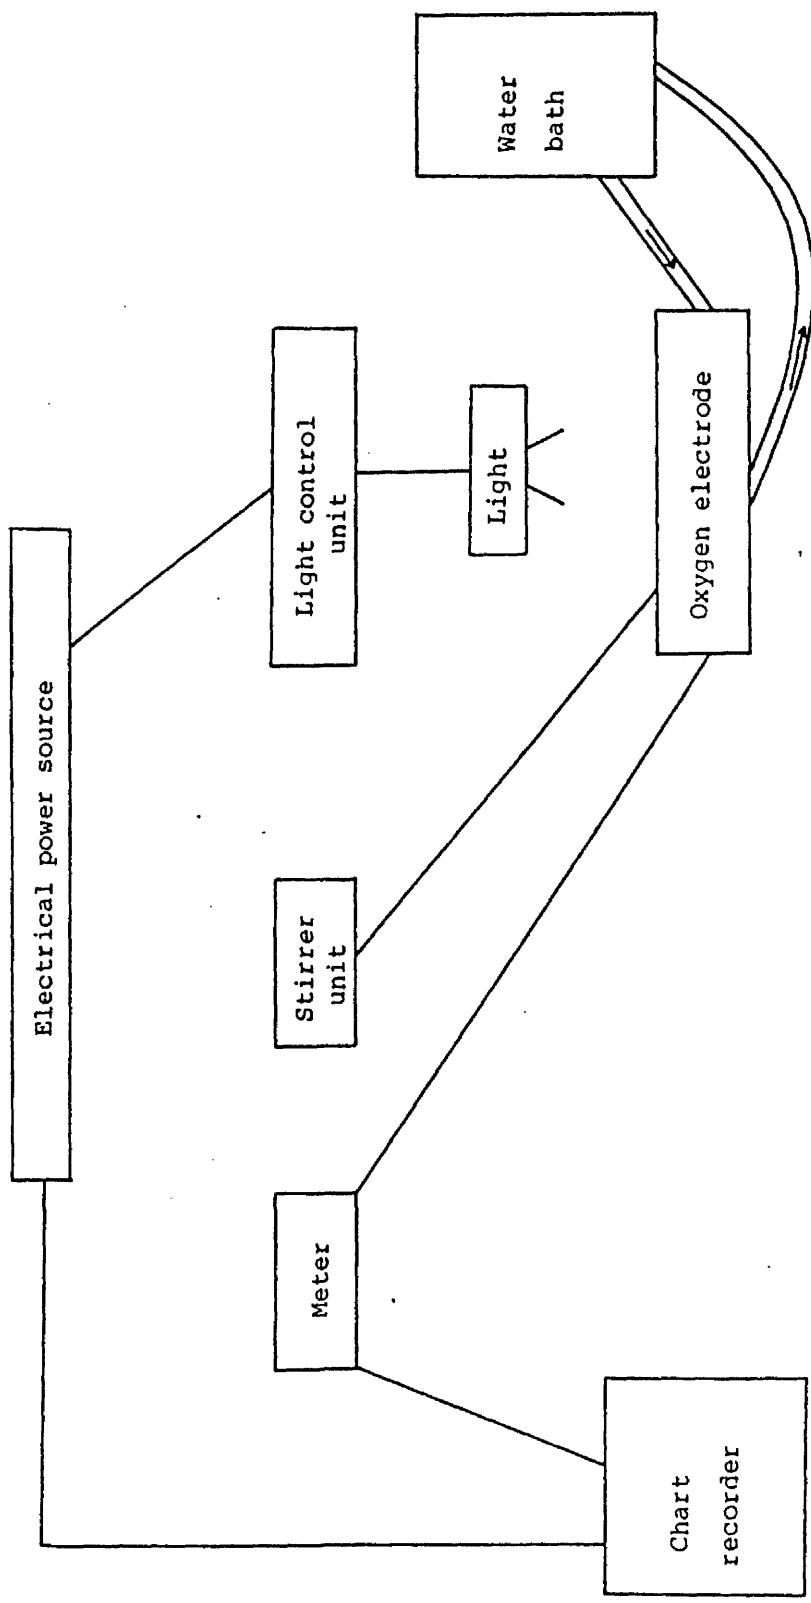 Electrical power source
Meter
Stirrer
unit
Light control
unit
Light
Chart
recorder
Oxygen electrode
Water
bath